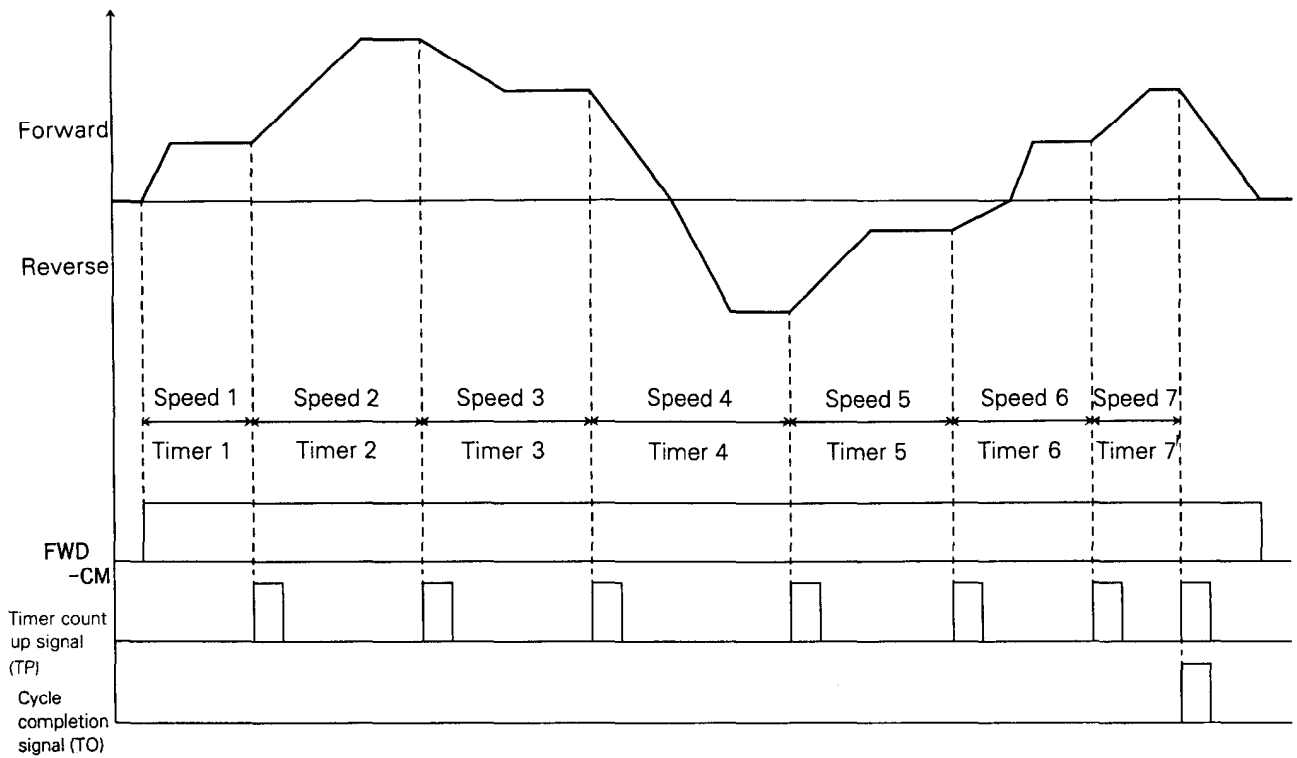 Forward
Reverse
Speed 1 Speed 2 Speed 3 Speed 4 Speed 5 Speed 6 Speed 7
Timer 1 Timer 2 Timer 3 Timer 4 Timer 5 Timer 6 Timer 7
FWD
-CM
Timer count
up signal
(TP)
Cycle
completion
signal (TO)